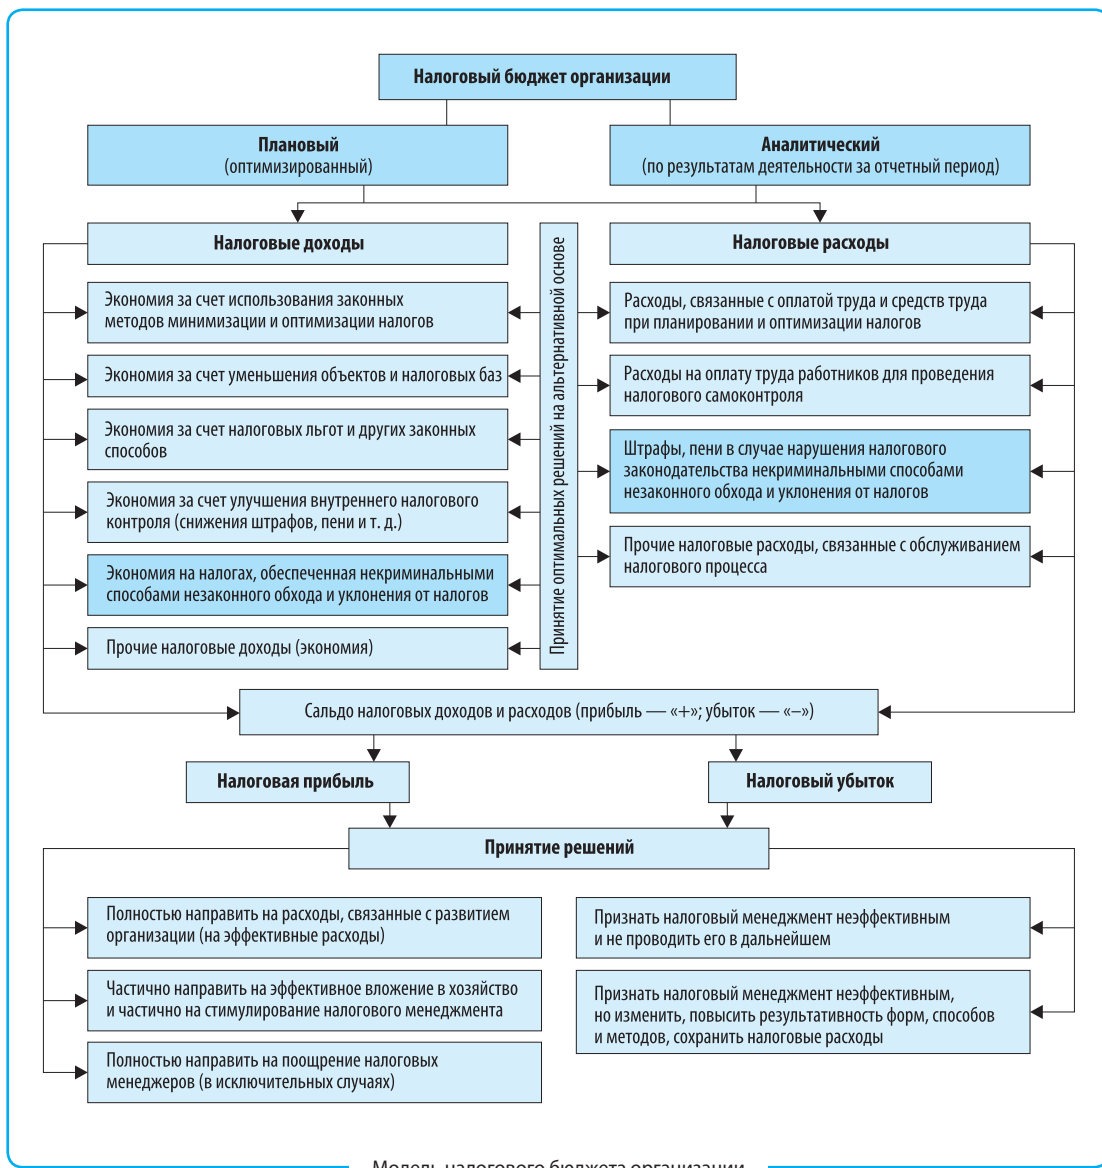 Налоговый бюджет организации
Плановый
(оптимизированный)
Аналитический
(по результатам деятельности за отчетный период)
Налоговые доходы
Экономия за счет использования законных
методов минимизации и оптимизации налогов
Экономия за счет уменьшения объектов и налоговых баз
Экономия за счет налоговых льгот и других законных
способов
Экономия за счет улучшения внутреннего налогового
контроля (снижения штрафов, пени и т. д.)
Экономия на налогах, обеспеченная некриминальными
способами незаконного обхода и уклонения от налогов
Прочие налоговые доходы (экономия)
Принятие оптимальных решений на альтернативной основе
Налоговые расходы
Расходы, связанные с оплатой труда и средств труда
при планировании и оптимизации налогов
Расходы на оплату труда работников для проведения
налогового самоконтроля
Штрафы, пени в случае нарушения налогового
законодательства некриминальными способами
незаконного обхода и уклонения от налогов
Прочие налоговые расходы, связанные с обслуживанием
налогового процесса
Сальдо налоговых доходов и расходов (прибыль — «+»; убыток — «–»)
Налоговая прибыль
Налоговый убыток
Принятие решений
Полностью направить на расходы, связанные с развитием
организации (на эффективные расходы)
Частично направить на эффективное вложение в хозяйство
и частично на стимулирование налогового менеджмента
Полностью направить на поощрение налоговых
менеджеров (в исключительных случаях)
Признать налоговый менеджмент неэффективным
и не проводить его в дальнейшем
Признать налоговый менеджмент неэффективным,
но изменить, повысить результативность форм, способов
и методов, сохранить налоговые расходы
Модель налогового бюджета организации